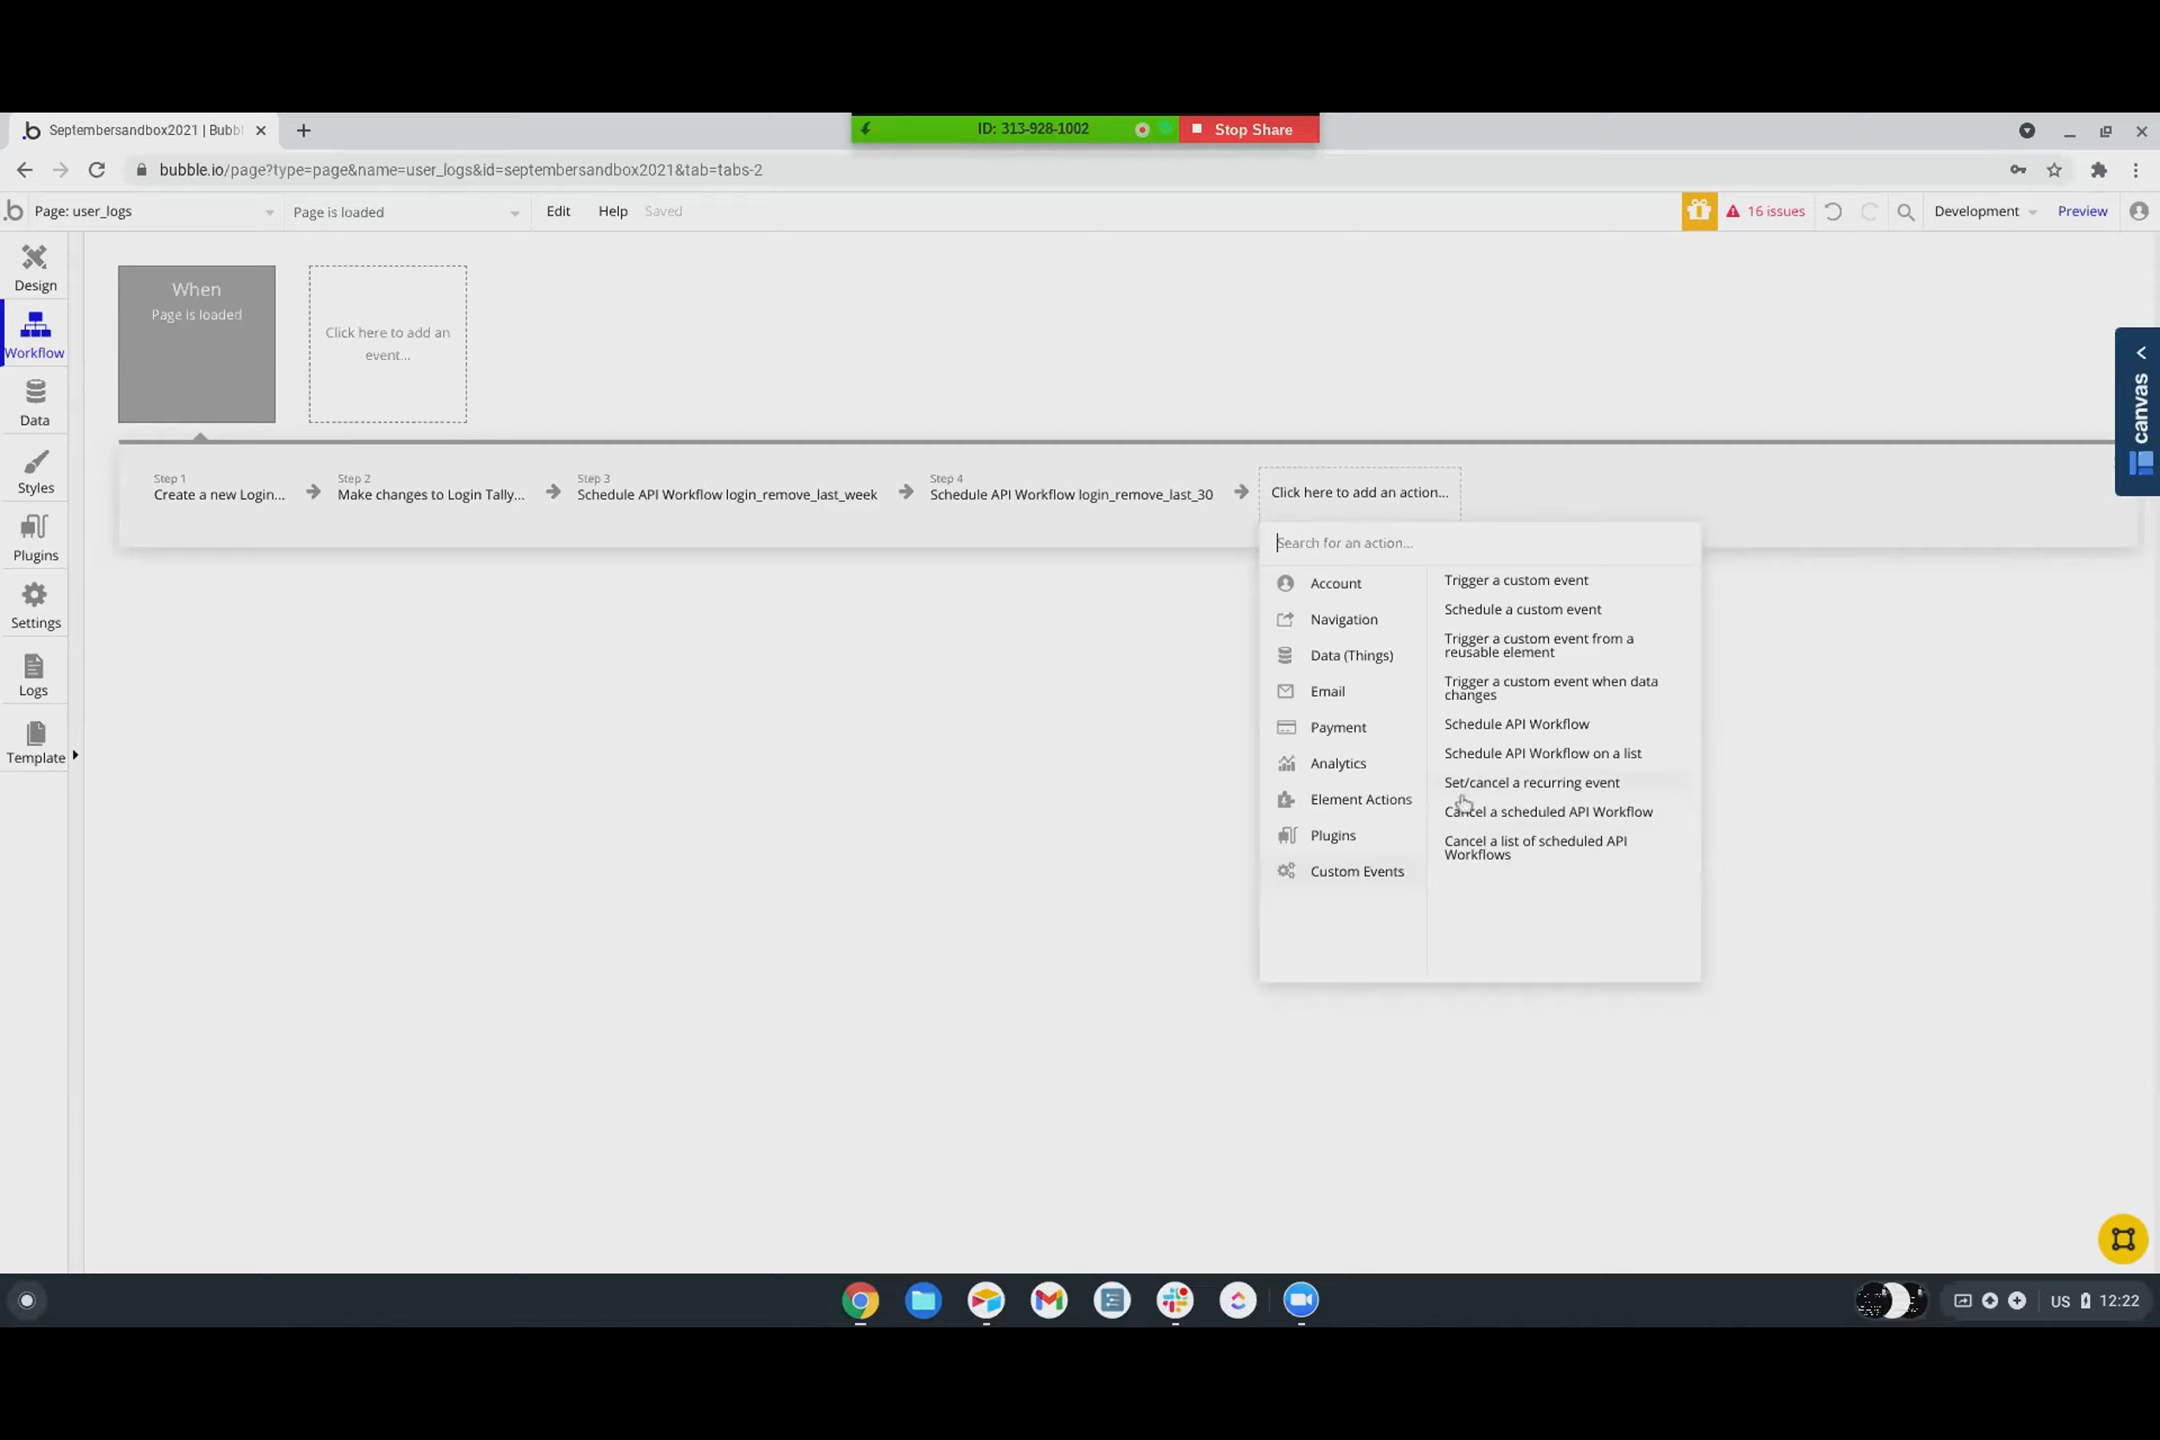 Septembersandbox2021 | Bubbl
ID: 313-928-1002
Stop Share
bubble.io/page?type=page&name=user_logs&id=septembersandbox2021&tab=tabs-2
Page: user_logs
Page is loaded
Edit
Help
Saved
16 issues
Development
Preview
Design
Workflow
Data
Styles
Plugins
Settings
Logs
Template
When
Page is loaded
Click here to add an
event...
canvas
Step 1
Create a new Login...
Step 2
Make changes to Login Tally...
Step 3
Schedule API Workflow login_remove_last_week
Step 4
Schedule API Workflow login_remove_last_30
Click here to add an action...
Search for an action...
Account
Navigation
Data (Things)
Email
Payment
Analytics
Element Actions
Plugins
Custom Events
Trigger a custom event
Schedule a custom event
Trigger a custom event from a
reusable element
Trigger a custom event when data
changes
Schedule API Workflow
Schedule API Workflow on a list
Set/cancel a recurring event
Cancel a scheduled API Workflow
Cancel a list of scheduled API
Workflows
US
12:22